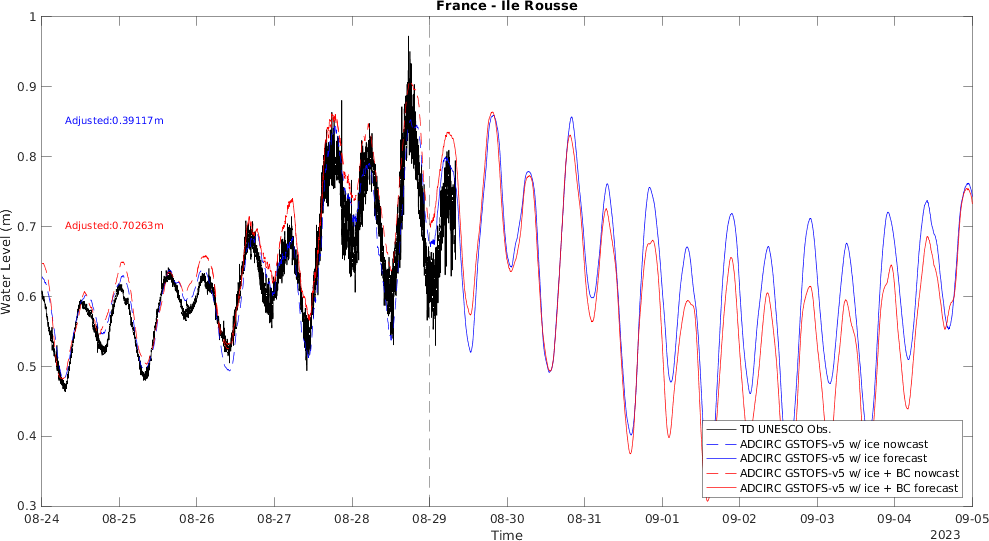 France - Ile Rousse
Water Level (m)
1
0.9
0.8
0.7
0.6
0.5
0.4
0.3
Adjusted:0.39117m
Adjusted:0.70263m
TD UNESCO Obs.
ADCIRC GSTOFS-v5 w/ ice nowcast
ADCIRC GSTOFS-v5 w/ ice forecast
ADCIRC GSTOFS-v5 w/ ice + BC nowcast
ADCIRC GSTOFS-v5 w/ ice + BC forecast
08-24 08-25 08-26 08-27 08-28 08-29 08-30 08-31 09-01 09-02 09-03 09-04 09-05
Time
2023